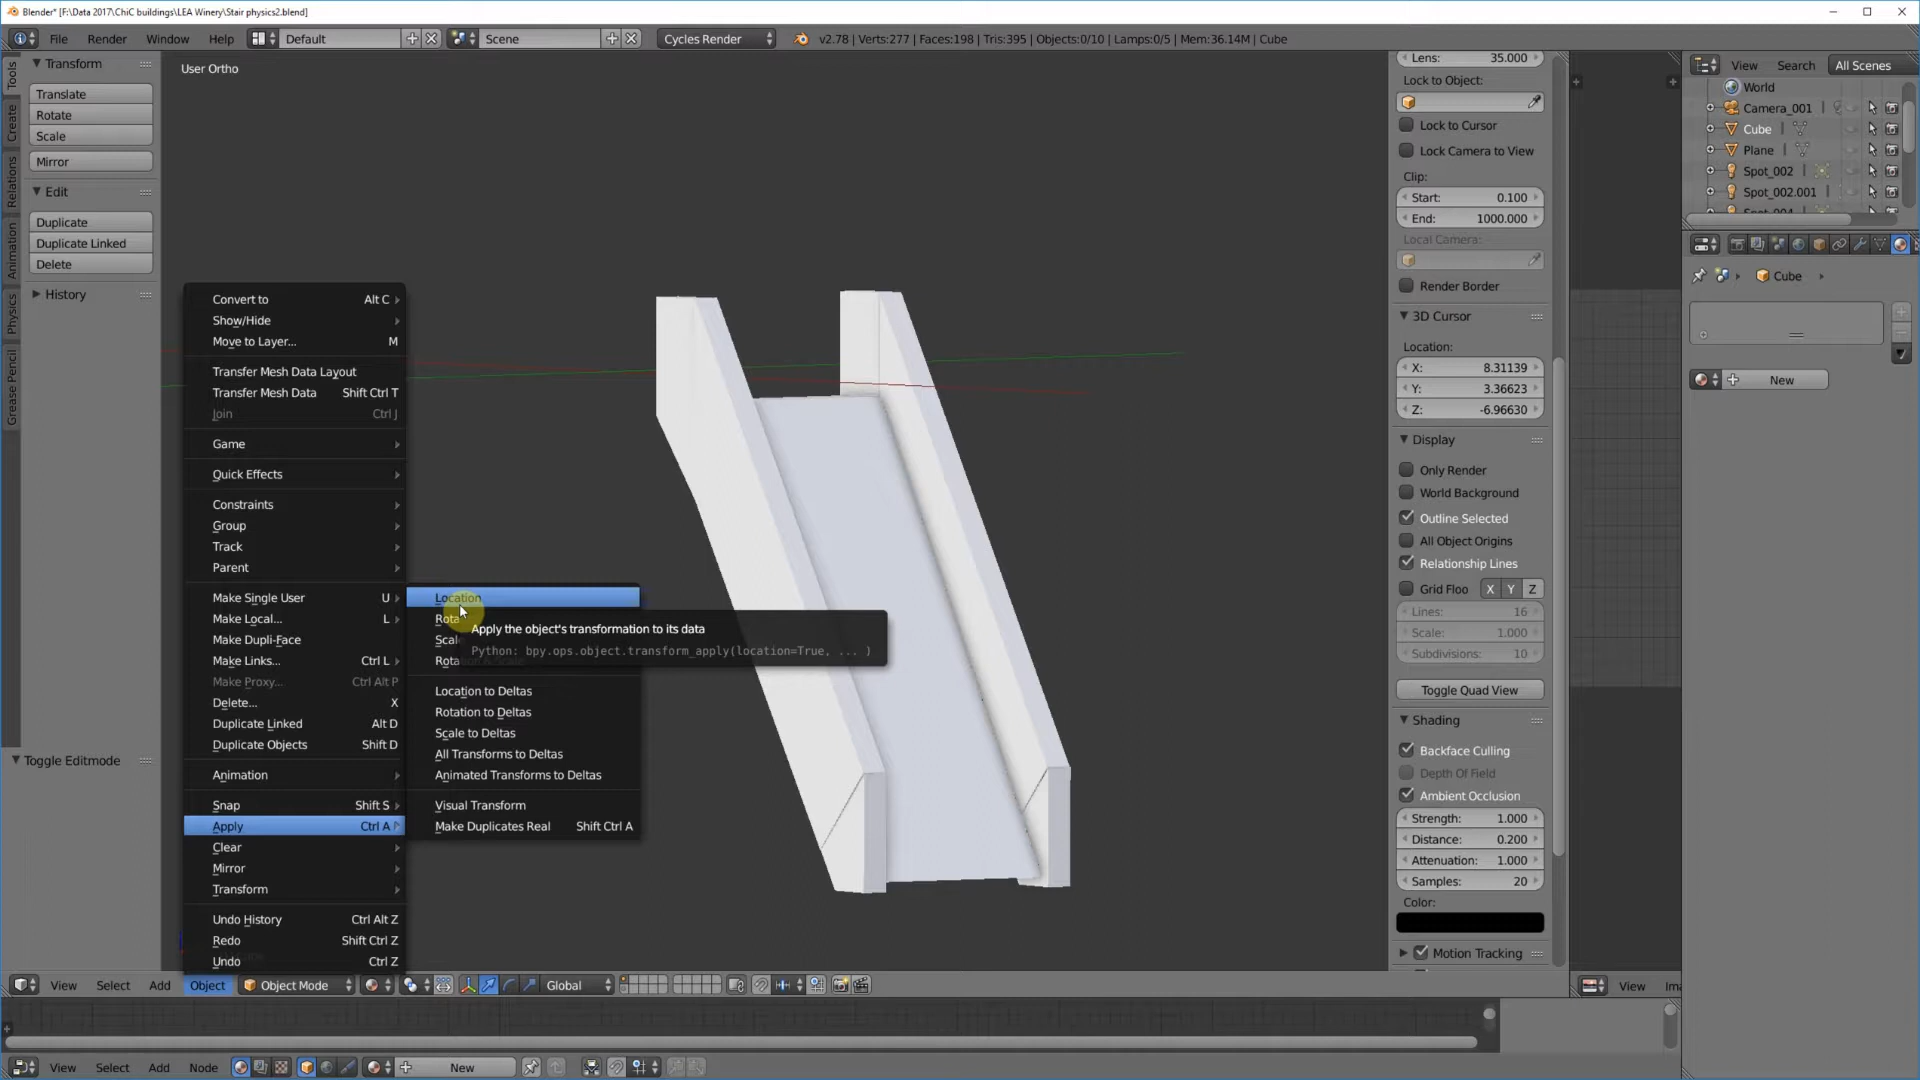 Blender* [F:\Data 2017\ChiC buildings\LEA Winery\Stair physics2.blend]
File Render Window Help Default Scene Cycles Render v2.78 | Verts:277 | Faces:198 | Tris:395 | Objects:0/10 | Lamps:0/5 | Mem:36.14M | Cube
Tools
Create
Relations
Animation
Physics
Grease Pencil
Transform
Translate
Rotate
Scale
Mirror
Edit
Duplicate
Duplicate Linked
Delete
History
Toggle Editmode
User Ortho
Convert to Alt C
Show/Hide
Move to Layer... M
Transfer Mesh Data Layout
Transfer Mesh Data Shift Ctrl T
Join Ctrl J
Game
Quick Effects
Constraints
Group
Track
Parent
Make Single User U
Make Local... L
Make Dupli-Face
Make Links... Ctrl L
Make Proxy... Ctrl Alt P
Delete... X
Duplicate Linked Alt D
Duplicate Objects Shift D
Animation
Snap Shift S
Apply Ctrl A
Clear
Mirror
Transform
Undo History Ctrl Alt Z
Redo Shift Ctrl Z
Undo Ctrl Z
Location
Rota
Scal
Apply the object's transformation to its data
Python: bpy.ops.object.transform_apply(location=True, ... )
Location to Deltas
Rotation to Deltas
Scale to Deltas
All Transforms to Deltas
Animated Transforms to Deltas
Visual Transform
Make Duplicates Real Shift Ctrl A
Lens: 35.000
Lock to Object:
Lock to Cursor
Lock Camera to View
Clip:
Start: 0.100
End: 1000.000
Local Camera:
Render Border
3D Cursor
Location:
X: 8.31139
Y: 3.36623
Z: -6.96630
Display
Only Render
World Background
Outline Selected
All Object Origins
Relationship Lines
Grid Floo X Y Z
Lines: 16
Scale: 1.000
Subdivisions: 10
Toggle Quad View
Shading
Backface Culling
Depth Of Field
Ambient Occlusion
Strength: 1.000
Distance: 0.200
Attenuation: 1.000
Samples: 20
Color:
Motion Tracking
View Search All Scenes
World
Camera_001
Cube
Plane
Spot_002
Spot_002.001
Cube
New
View Select Add Object Object Mode Global
View Ima
View Select Add Node New